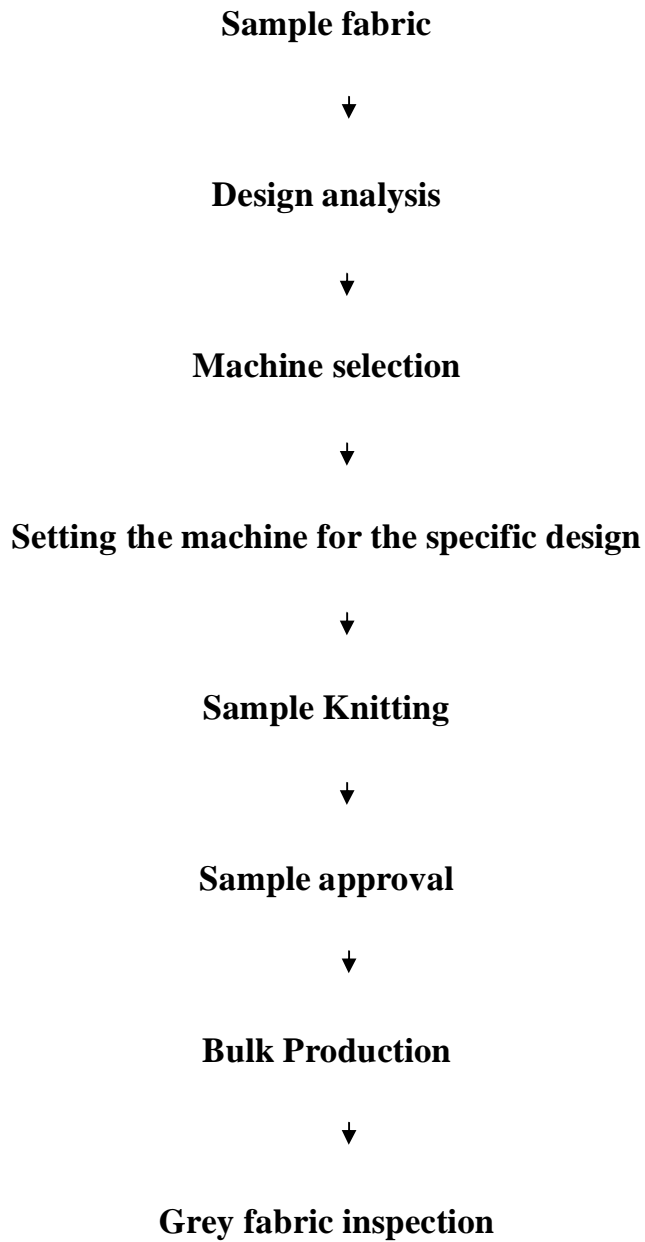 Sample fabric
Design analysis
Machine selection
Setting the machine for the specific design
Sample Knitting
Sample approval
Bulk Production
Grey fabric inspection